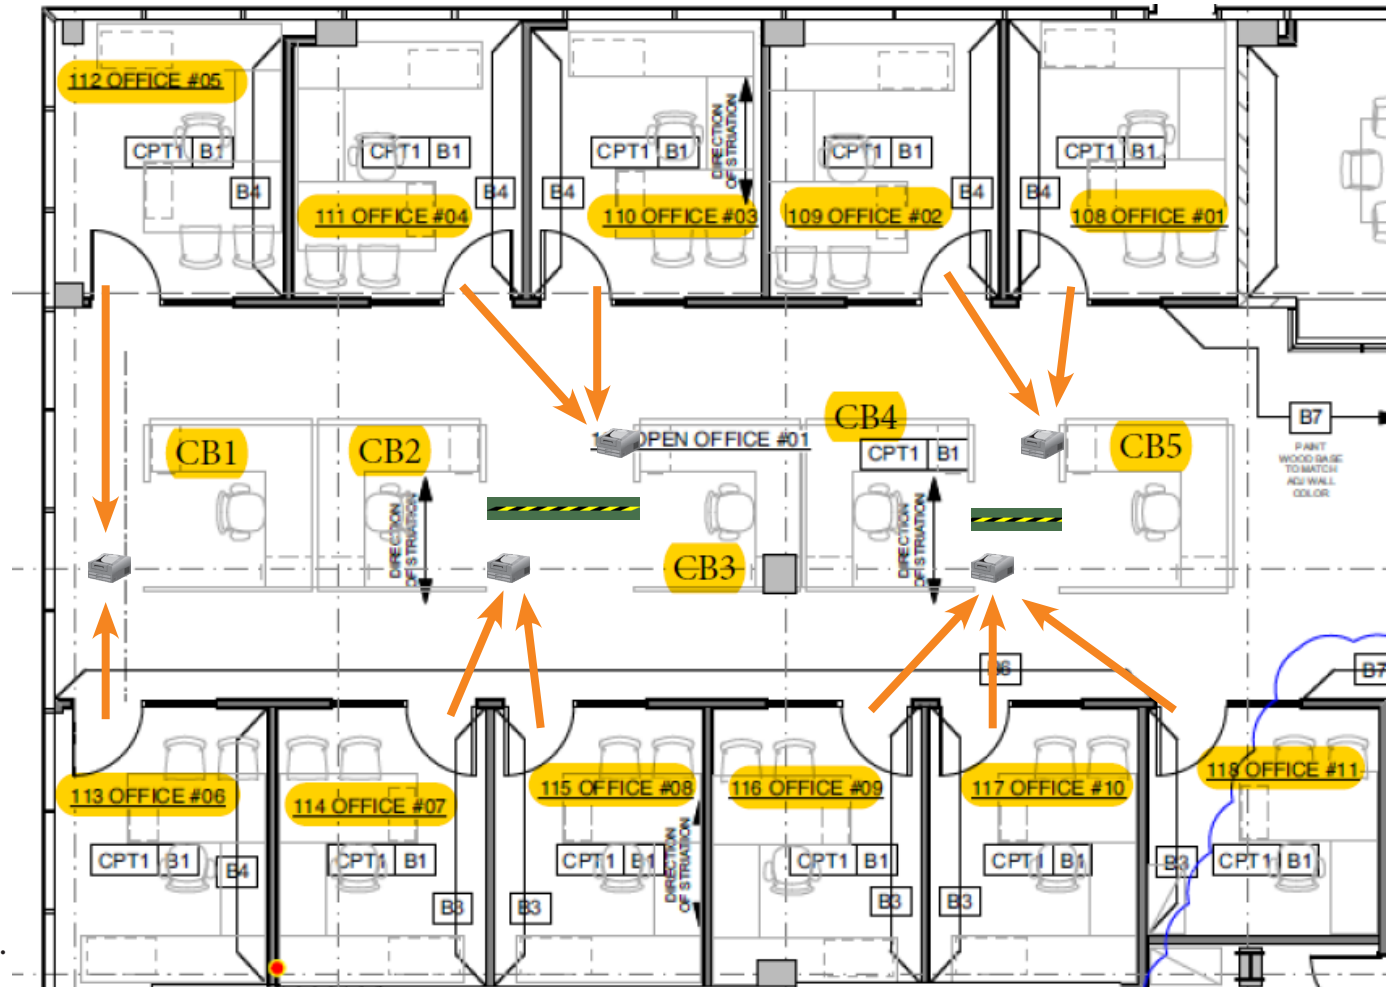 112 OFFICE #05
CPT1 B1
B4
111 OFFICE #04
CPT1 B1
B4
110 OFFICE #03
CPT1 B1
B4
DIRECTION
OF STRIATION
109 OFFICE #02
CPT1 B1
B4
108 OFFICE #01
CPT1 B1
B4
B7
PAINT
WOOD BASE
TO MATCH
ADJ WALL
COLOR
CB1
CB2
DIRECTION
OF STRIATION
OPEN OFFICE #01
CB3
CB4
CPT1 B1
DIRECTION
OF STRIATION
CB5
B6
B7
113 OFFICE #06
CPT1 B1
B4
114 OFFICE #07
CPT1 B1
B3
115 OFFICE #08
CPT1 B1
B3
DIRECTION
OF STRIATION
116 OFFICE #09
CPT1 B1
B3
117 OFFICE #10
CPT1 B1
B3
118 OFFICE #11
CPT1 B1
B3